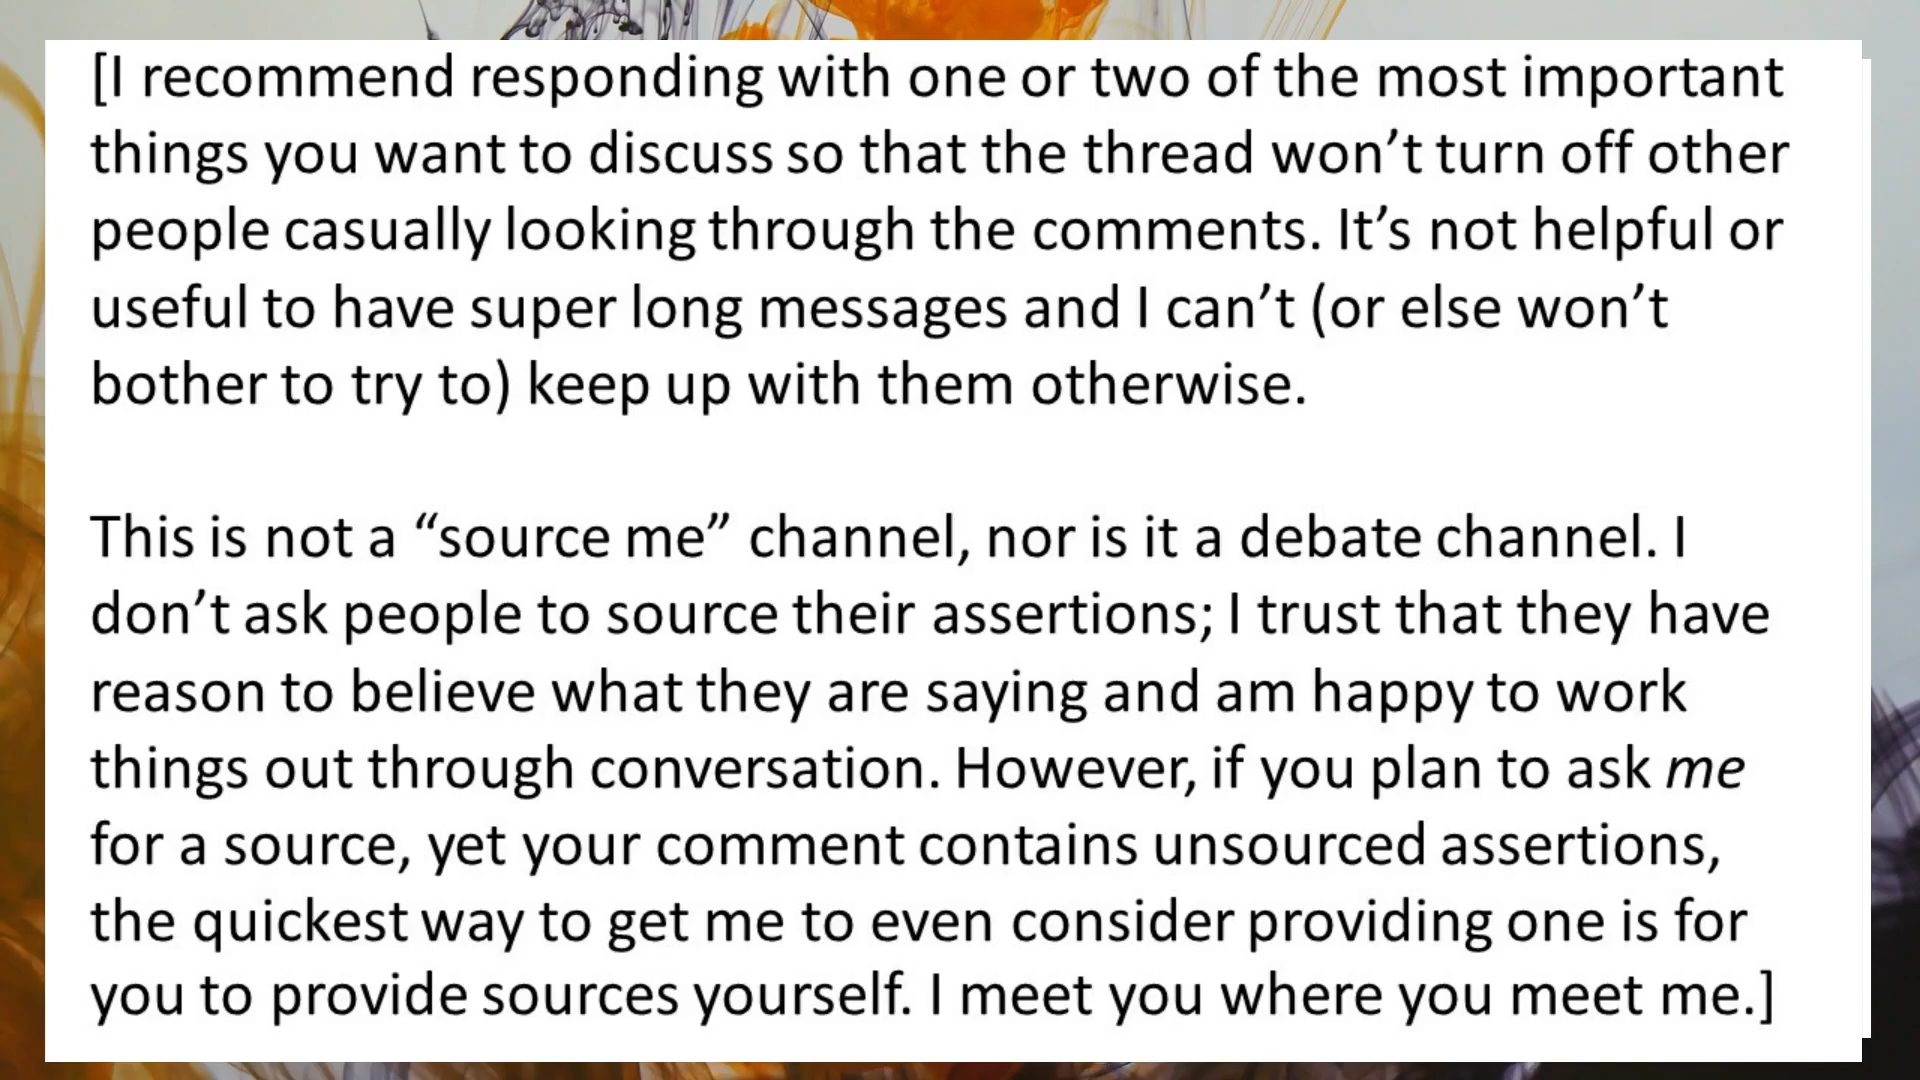 [I recommend responding with one or two of the most important
things you want to discuss so that the thread won’t turn off other
people casually looking through the comments. It’s not helpful or
useful to have super long messages and I can’t (or else won’t
bother to try to) keep up with them otherwise.
This is not a “source me” channel, nor is it a debate channel. I
don’t ask people to source their assertions; I trust that they have
reason to believe what they are saying and am happy to work
things out through conversation. However, if you plan to ask me
for a source, yet your comment contains unsourced assertions,
the quickest way to get me to even consider providing one is for
you to provide sources yourself. I meet you where you meet me.]